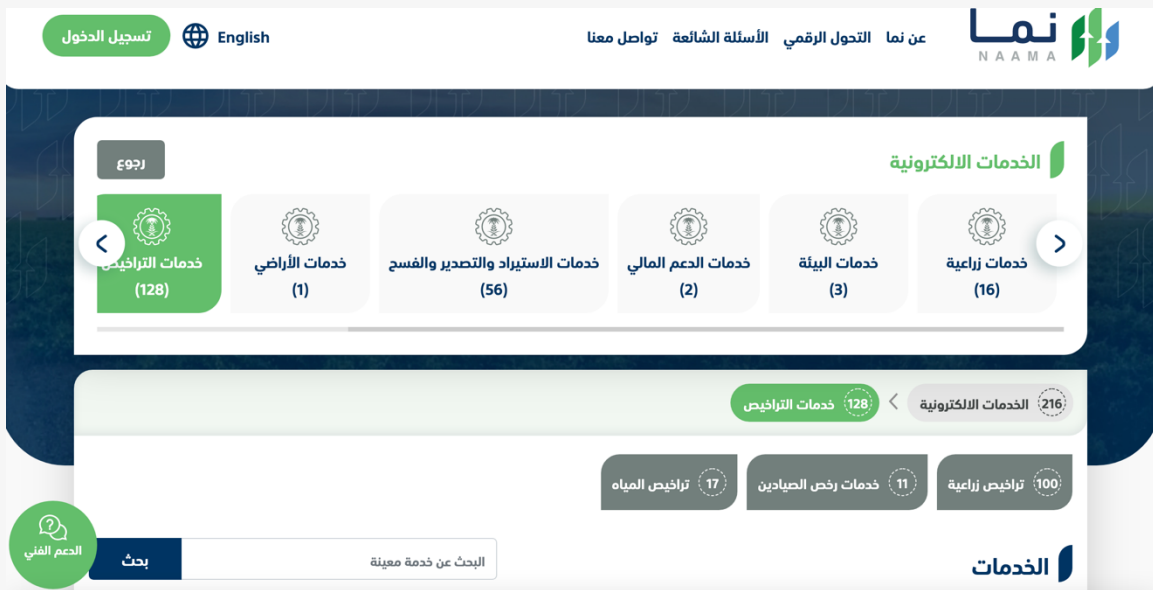 نما
NAAMA
عن نما
التحول الرقمي
الأسئلة الشائعة
تواصل معنا
English
تسجيل الدخول
الخدمات الالكترونية
رجوع
خدمات زراعية
(16)
خدمات البيئة
(3)
خدمات الدعم المالي
(2)
خدمات الاستيراد والتصدير والفسح
(56)
خدمات الأراضي
(1)
خدمات التراخيص
(128)
216 الخدمات الالكترونية
128 خدمات التراخيص
100 تراخيص زراعية
11 خدمات رخص الصيادين
17 تراخيص المياه
الخدمات
البحث عن خدمة معينة
بحث
الدعم الفني